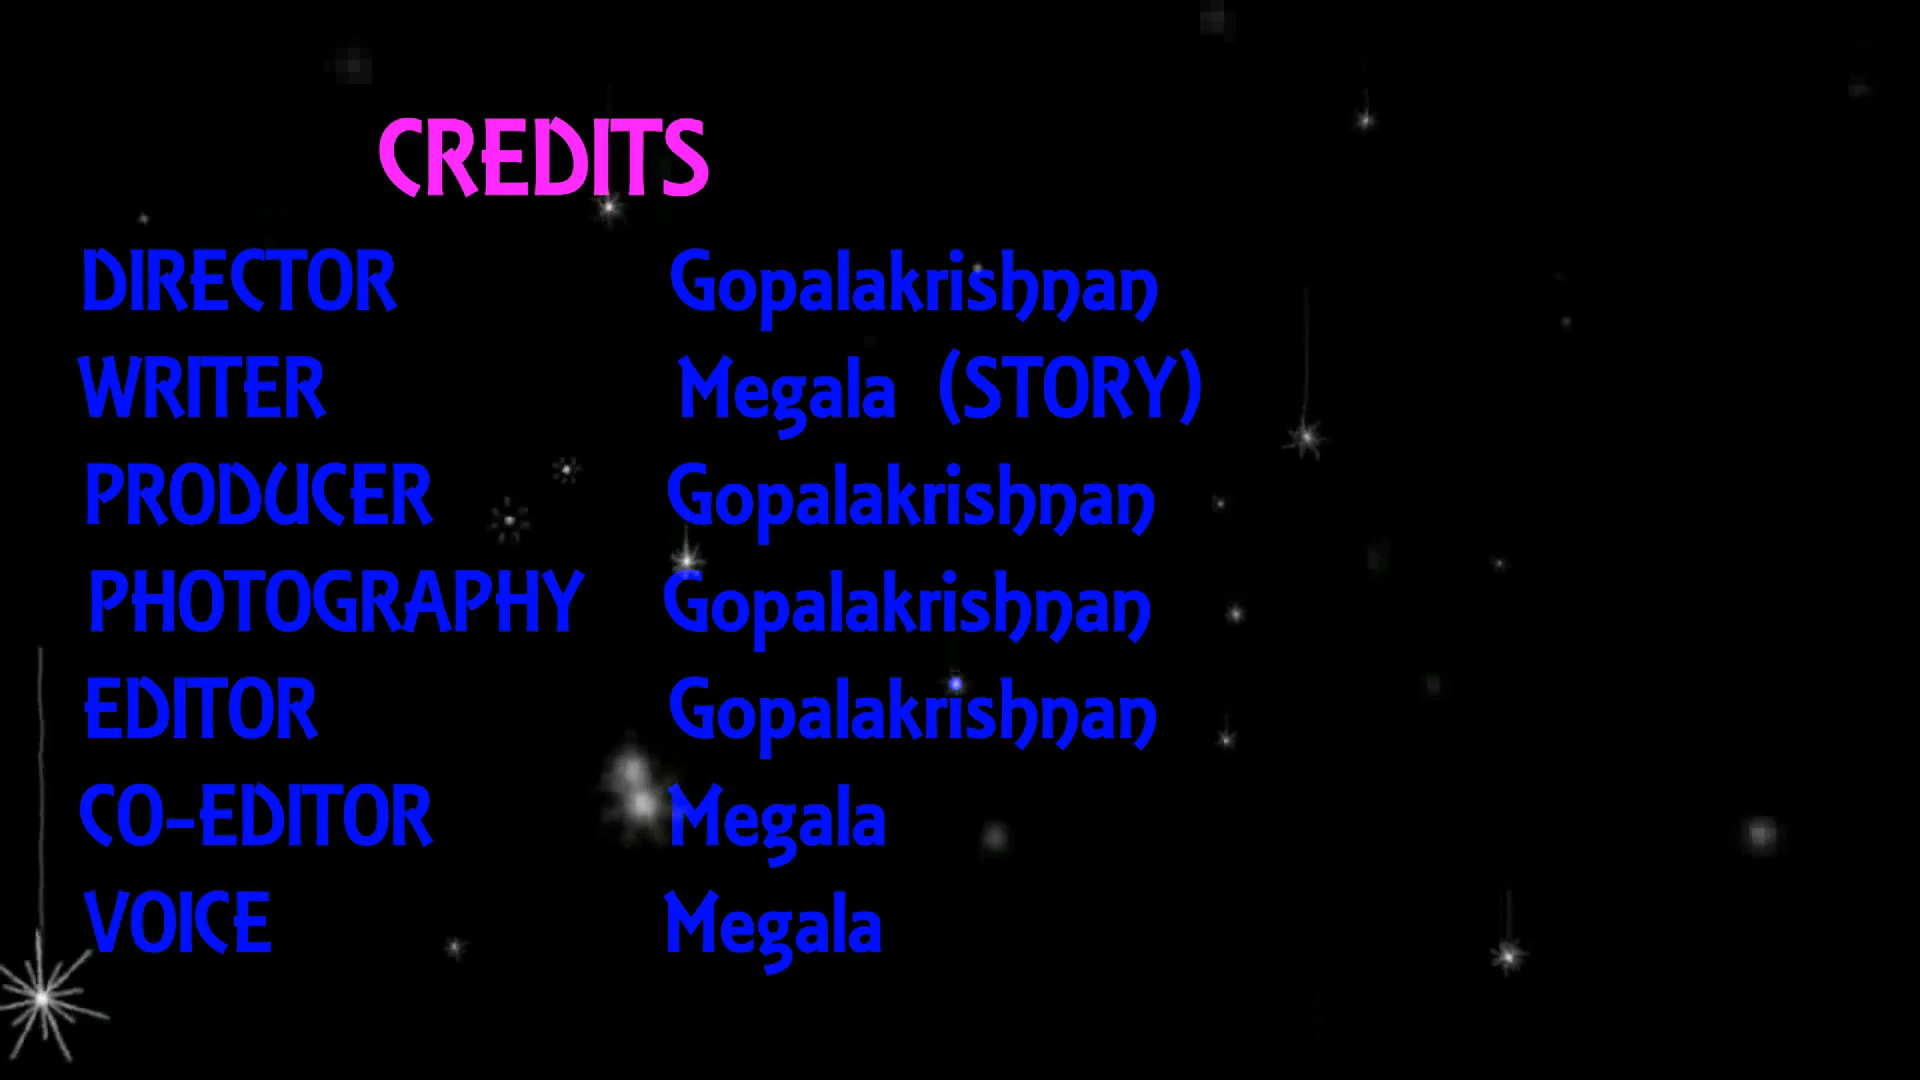 CREDITS
DIRECTOR Gopalakrishnan
WRITER Megala (STORY)
PRODUCER Gopalakrishnan
PHOTOGRAPHY Gopalakrishnan
EDITOR Gopalakrishnan
CO-EDITOR Megala
VOICE Megala